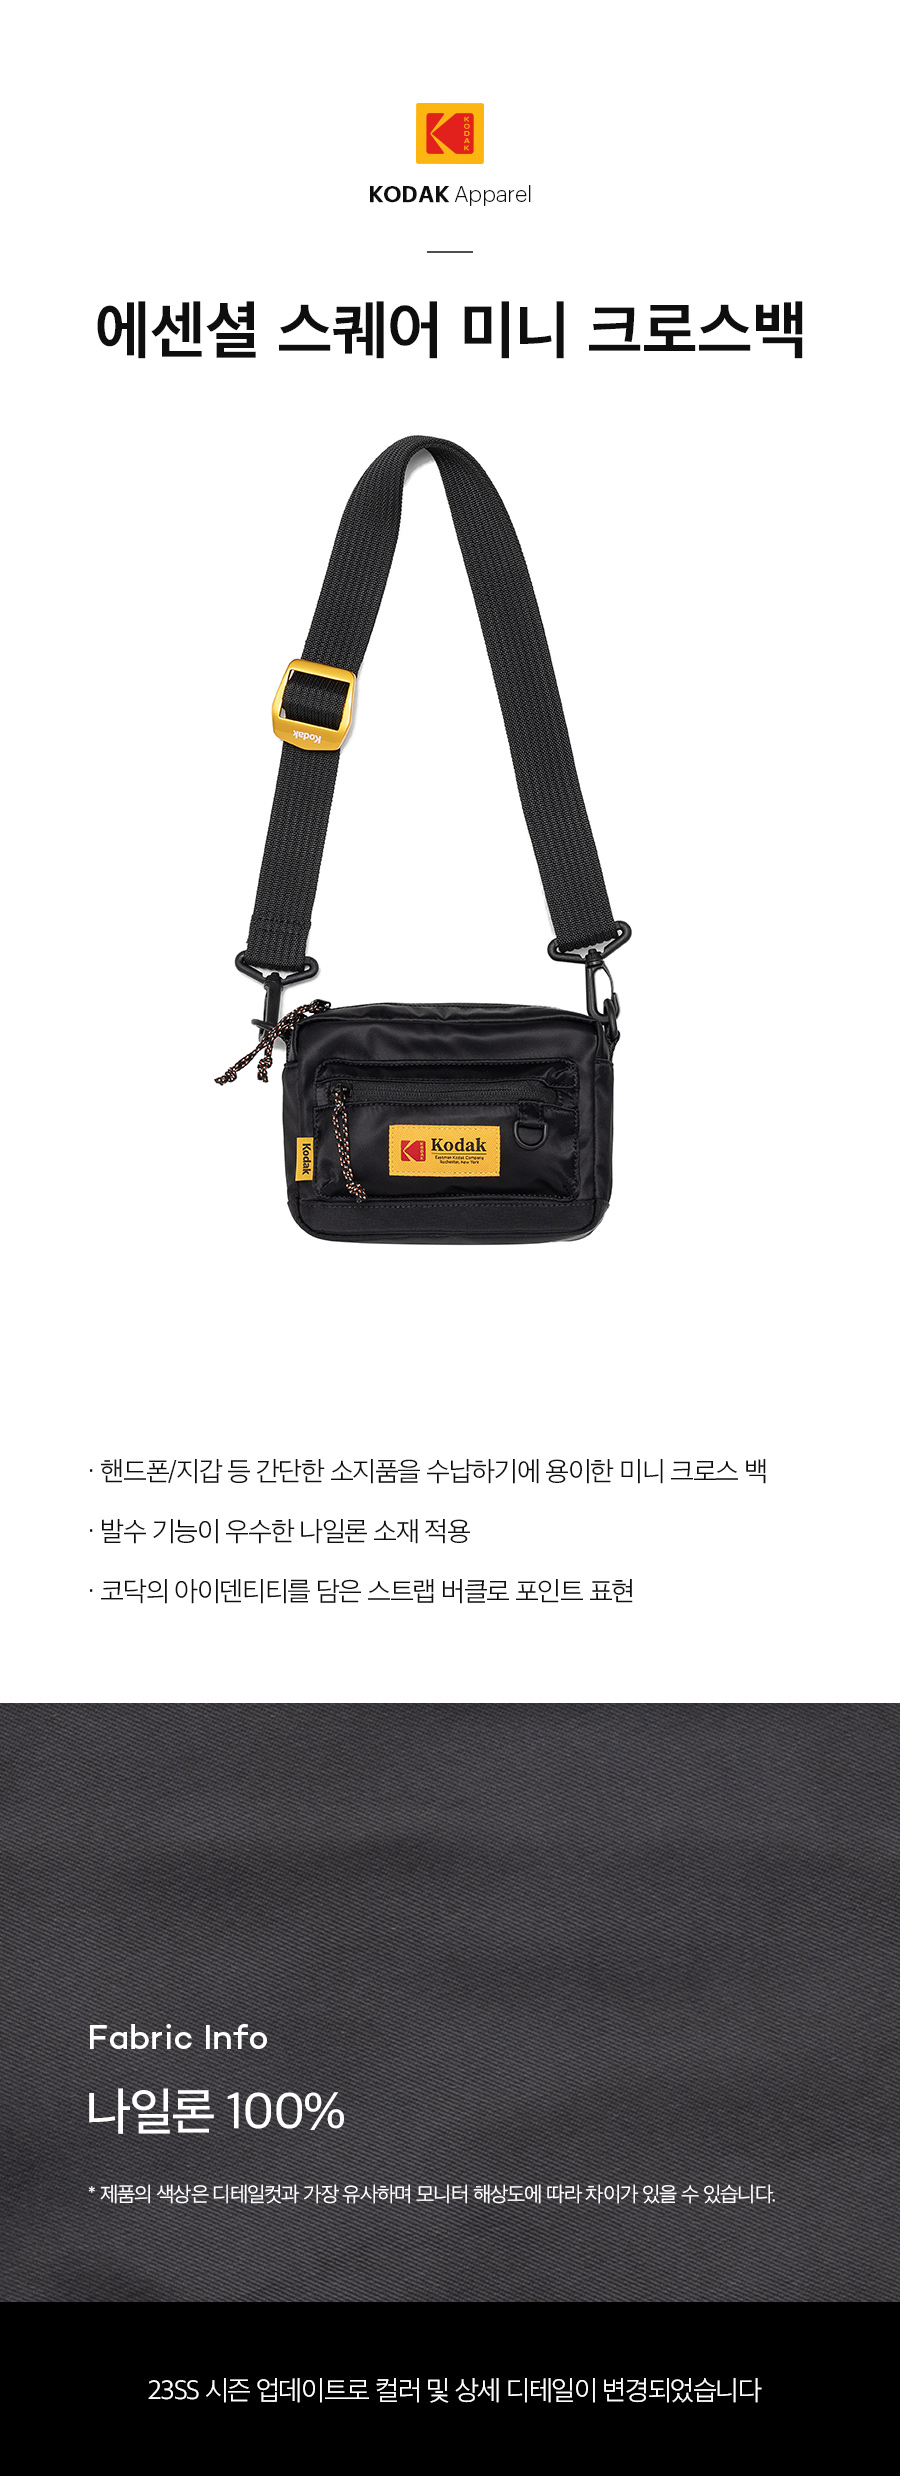 KODAK
KODAK Apparel
에센셜 스퀘어 미니 크로스백
Kodak
Kodak
Kodak
Eastman Kodak Company
Rochester, New York
· 핸드폰/지갑 등 간단한 소지품을 수납하기에 용이한 미니 크로스 백
· 발수 기능이 우수한 나일론 소재 적용
· 코닥의 아이덴티티를 담은 스트랩 버클로 포인트 표현
Fabric Info
나일론 100%
* 제품의 색상은 디테일컷과 가장 유사하며 모니터 해상도에 따라 차이가 있을 수 있습니다.
23SS 시즌 업데이트로 컬러 및 상세 디테일이 변경되었습니다